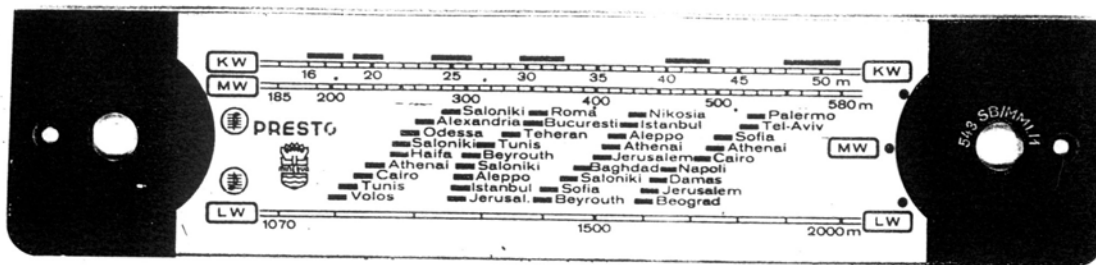 KW 16 20 25 30 35 40 45 50 m KW
MW 185 200 300 400 500 580 m
Saloniki Roma Nikosia Palermo
Alexandria Bucuresti Istanbul Tel-Aviv
PRESTO Odessa Teheran Aleppo Sofia
Saloniki Tunis Athenai Athenai MW
Haifa Beyrouth Jerusalem Cairo
Athenai Saloniki Baghdad Napoli
Cairo Aleppo Saloniki Damas
Tunis Istanbul Sofia Jerusalem
Volos Jerusal. Beyrouth Beograd
LW LW
1070 1500 2000 m
543 SB/MMI/1